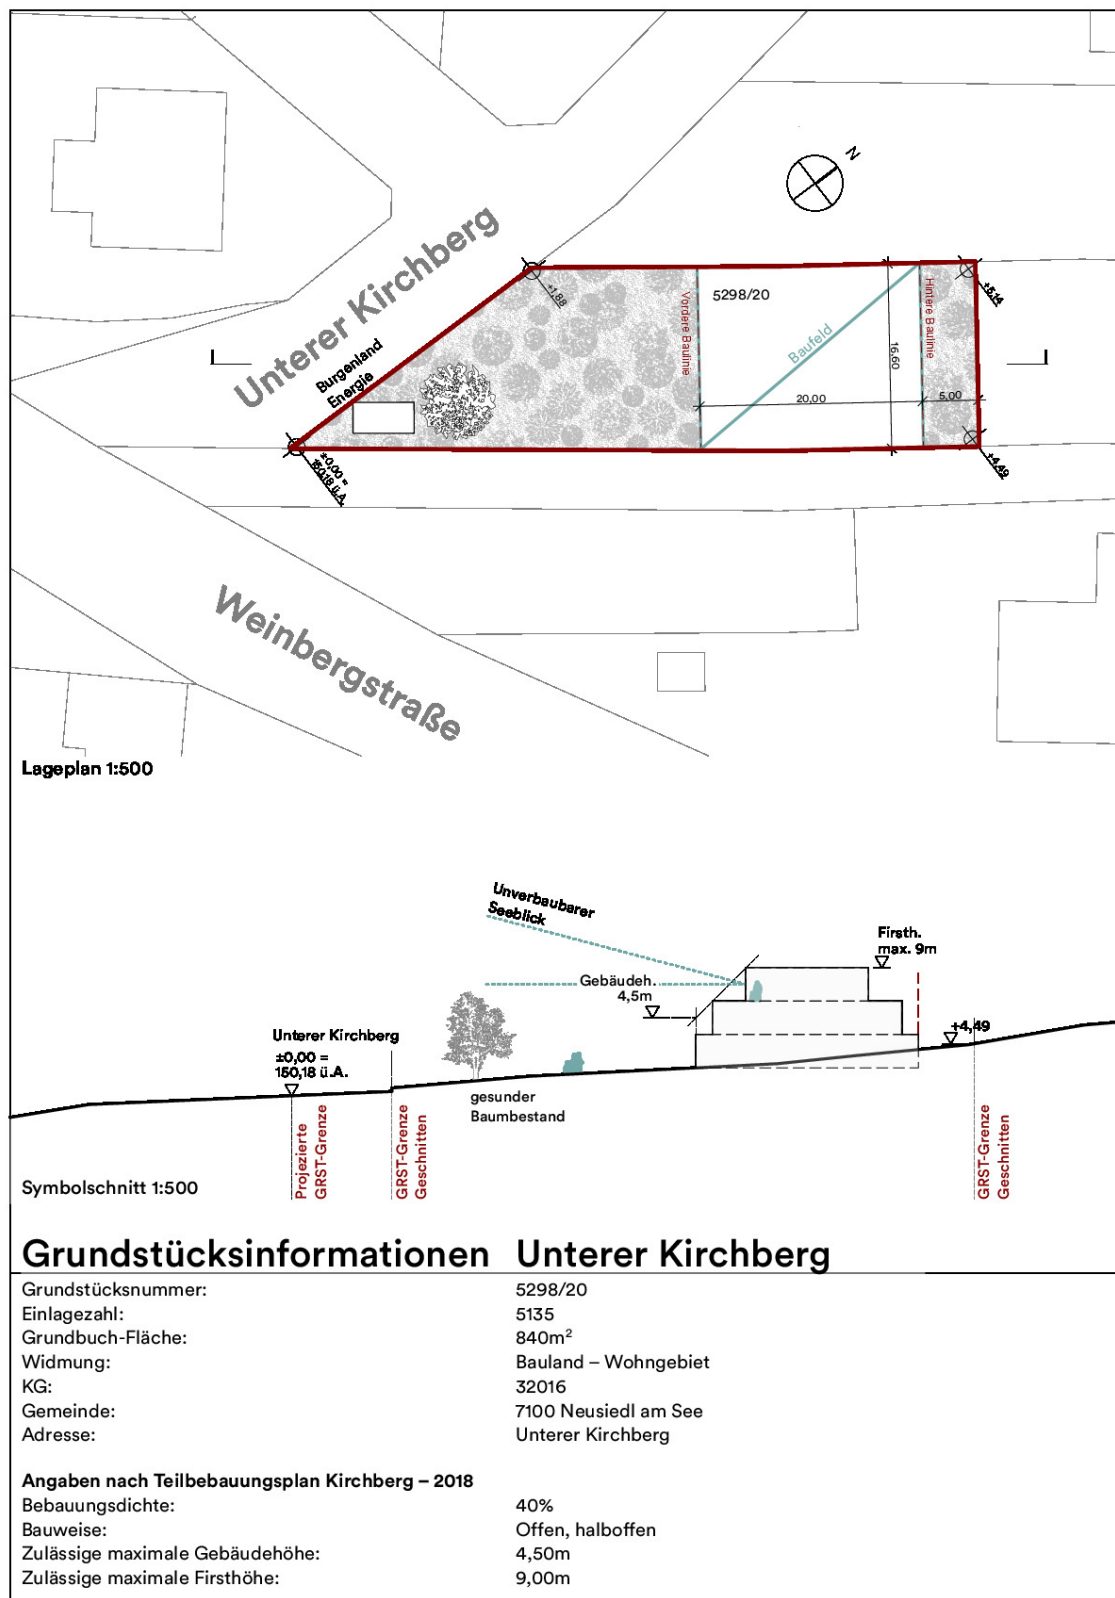 N
Unterer Kirchberg
Burgenland
Energie
+1,88
Vordere Baulinie
5298/20
Baufeld
Hintere Baulinie
+5,14
16,60
20,00
5,00
±0,00 =
150,18 ü.A.
+4,49
Weinbergstraße
Lageplan 1:500
Unverbaubarer
Seeblick
Firsth.
max. 9m
Gebäudeh.
4,5m
Unterer Kirchberg
±0,00 =
150,18 ü.A.
+4,49
gesunder
Baumbestand
Projezierte
GRST-Grenze
GRST-Grenze
Geschnitten
GRST-Grenze
Geschnitten
Symbolschnitt 1:500
Grundstücksinformationen Unterer Kirchberg
Grundstücksnummer: 5298/20
Einlagezahl: 5135
Grundbuch-Fläche: 840m²
Widmung: Bauland – Wohngebiet
KG: 32016
Gemeinde: 7100 Neusiedl am See
Adresse: Unterer Kirchberg
Angaben nach Teilbebauungsplan Kirchberg – 2018
Bebauungsdichte: 40%
Bauweise: Offen, halboffen
Zulässige maximale Gebäudehöhe: 4,50m
Zulässige maximale Firsthöhe: 9,00m